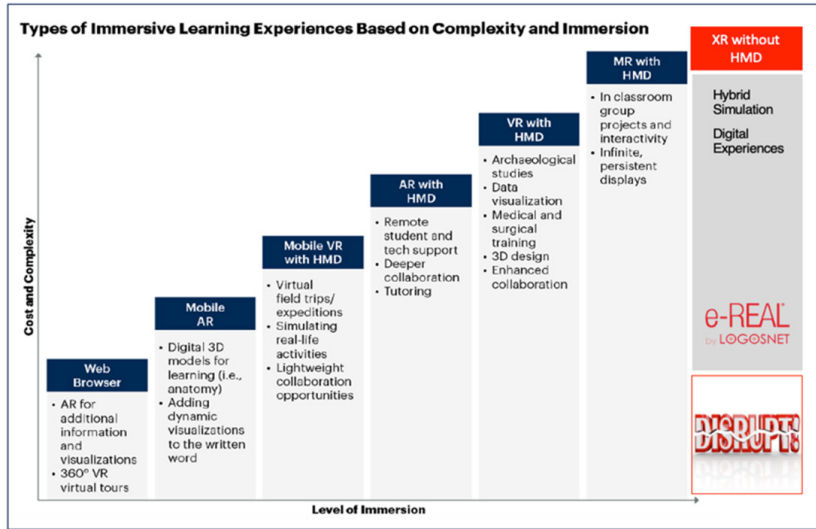 Types of Immersive Learning Experiences Based on Complexity and Immersion
Cost and Complexity
Web
Browser
• AR for
additional
information
and
visualizations
• 360° VR
virtual tours
Mobile
AR
• Digital 3D
models for
learning (i.e.,
anatomy)
• Adding
dynamic
visualizations
to the written
word
Mobile VR
with HMD
• Virtual
field trips/
expeditions
• Simulating
real-life
activities
• Lightweight
collaboration
opportunities
AR with
HMD
• Remote
student and
tech support
• Deeper
collaboration
• Tutoring
VR with
HMD
• Archaeological
studies
• Data
visualization
• Medical and
surgical
training
• 3D design
• Enhanced
collaboration
MR with
HMD
• In classroom
group
projects and
interactivity
• Infinite,
persistent
displays
XR without
HMD
Hybrid
Simulation
Digital
Experiences
e-REAL®
by LOGOSNET
DISRUPT!
Level of Immersion